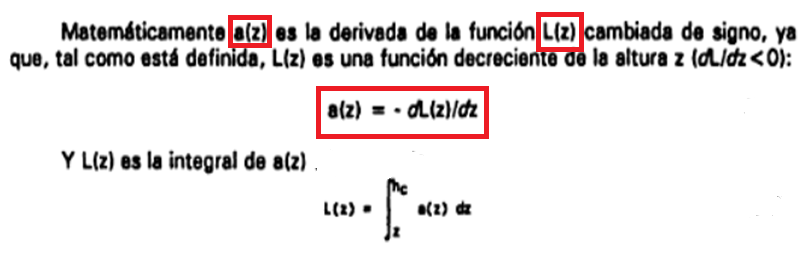 Matemáticamente a(z) es la derivada de la función L(z) cambiada de signo, ya
que, tal como está definida, L(z) es una función decreciente de la altura z (dL/dz<0):
a(z) = - dL(z)/dz
Y L(z) es la integral de a(z)
L(z) = ∫_z^{h_c} a(z) dz